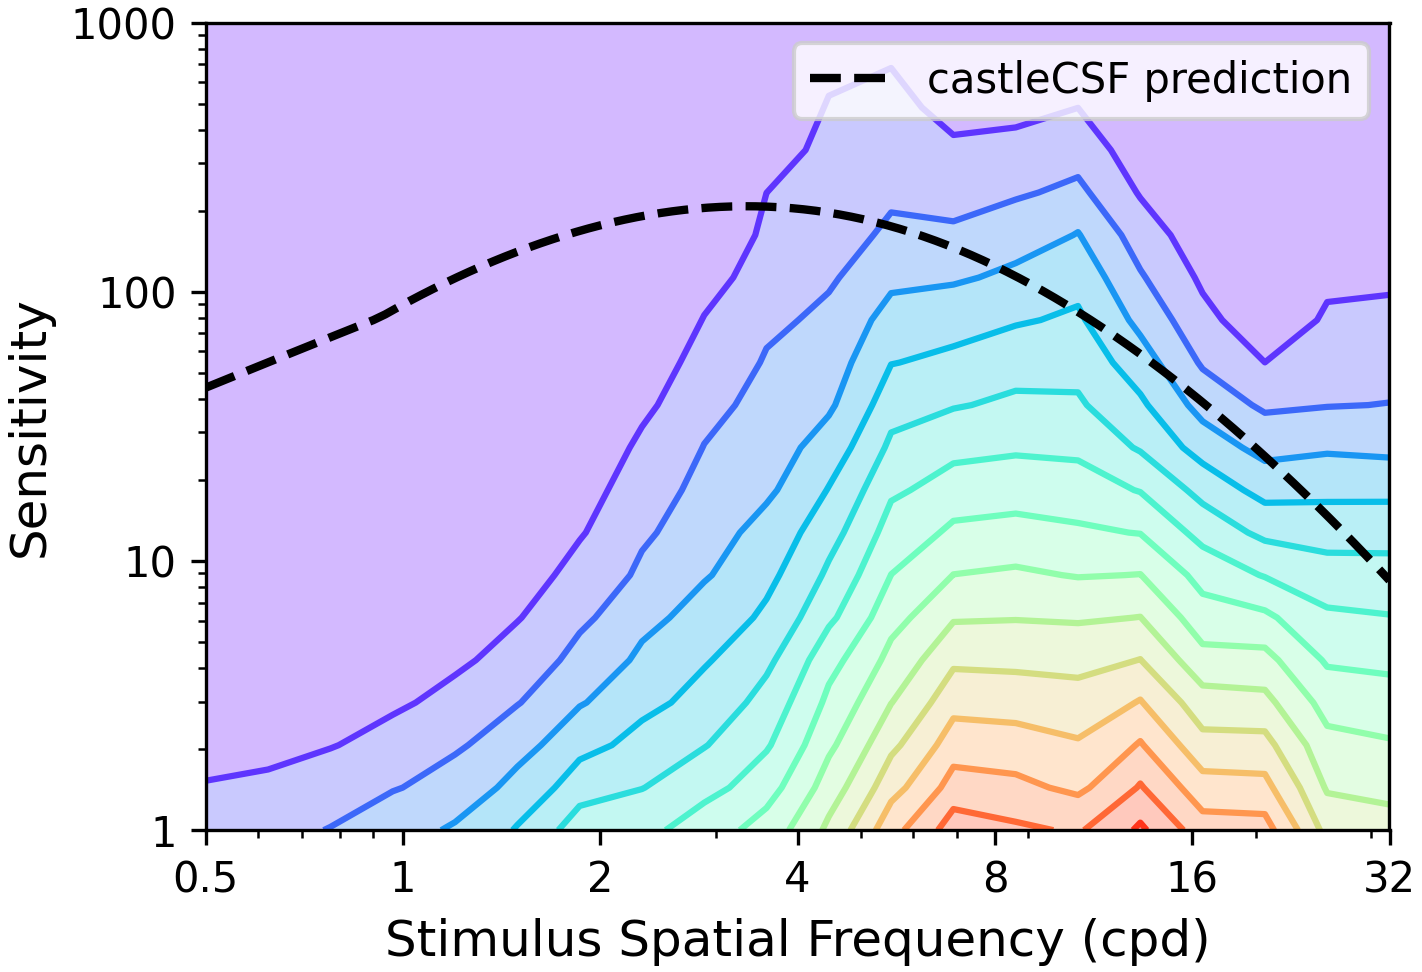 1000
castleCSF prediction
100
Sensitivity
10
1
0.5 1 2 4 8 16 32
Stimulus Spatial Frequency (cpd)